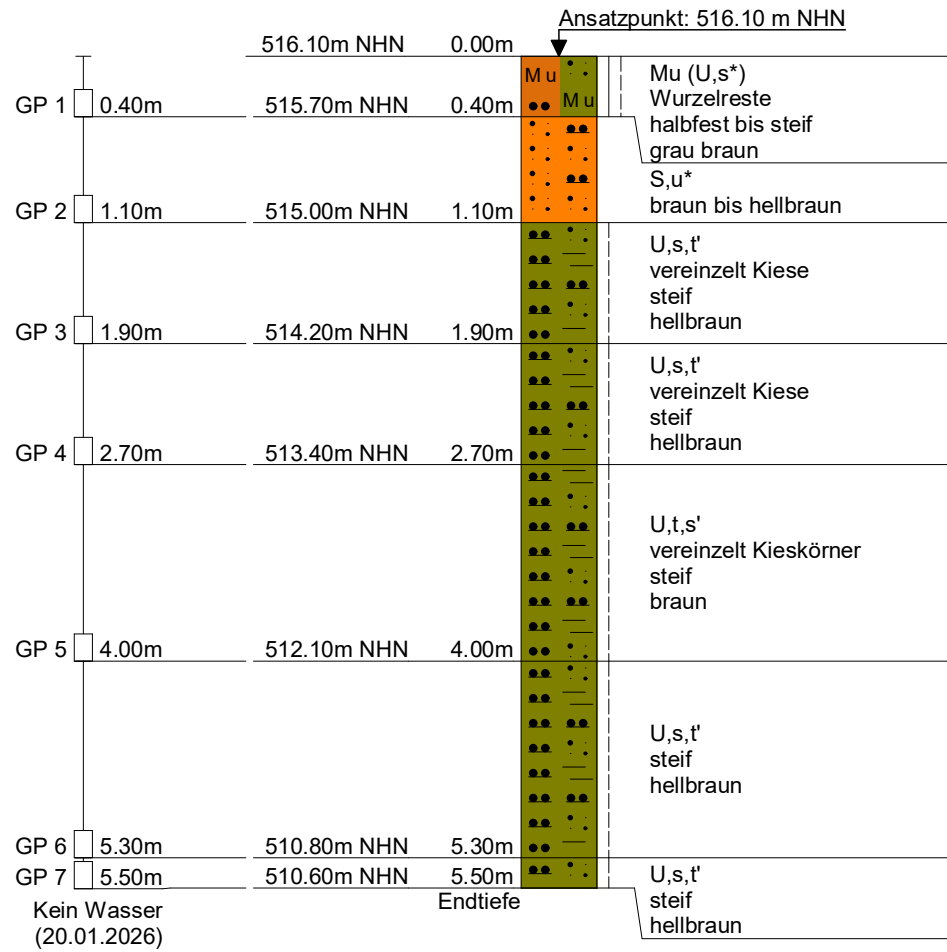 Ansatzpunkt: 516.10 m NHN
516.10m NHN 0.00m
Mu
Mu
Mu (U,s*)
Wurzelreste
halbfest bis steif
grau braun
GP 1 0.40m 515.70m NHN 0.40m
S,u*
braun bis hellbraun
GP 2 1.10m 515.00m NHN 1.10m
U,s,t'
vereinzelt Kiese
steif
hellbraun
GP 3 1.90m 514.20m NHN 1.90m
U,s,t'
vereinzelt Kiese
steif
hellbraun
GP 4 2.70m 513.40m NHN 2.70m
U,t,s'
vereinzelt Kieskörner
steif
braun
GP 5 4.00m 512.10m NHN 4.00m
U,s,t'
steif
hellbraun
GP 6 5.30m 510.80m NHN 5.30m
GP 7 5.50m 510.60m NHN 5.50m
U,s,t'
steif
hellbraun
Endtiefe
Kein Wasser
(20.01.2026)